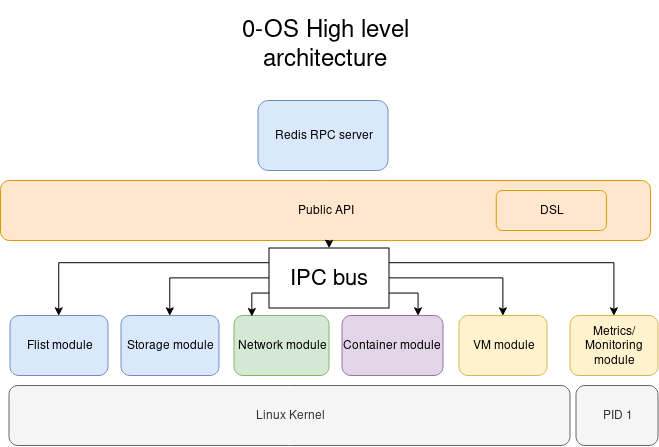 0-OS High level
architecture
Redis RPC server
Public API
DSL
IPC bus
Flist module
Storage module
Network module
Container module
VM module
Metrics/
Monitoring
module
Linux Kernel
PID 1